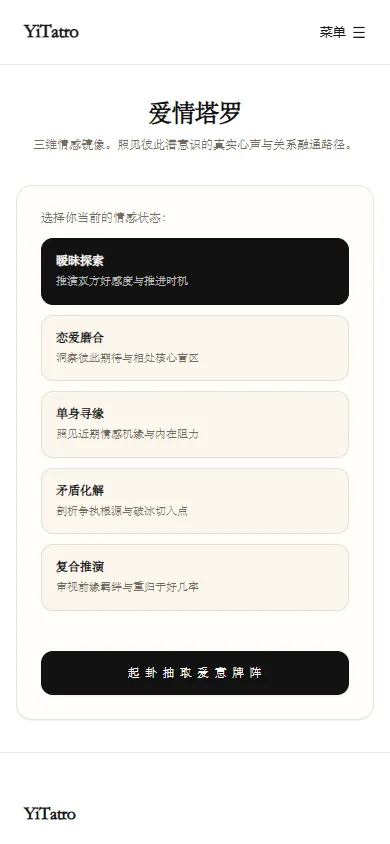 YiTatro
菜单
爱情塔罗
三维情感镜像。照见彼此潜意识的真实心声与关系融通路径。
选择你当前的情感状态：
暧昧探索
推演双方好感度与推进时机
恋爱磨合
洞察彼此期待与相处核心盲区
单身寻缘
照见近期情感机缘与内在阻力
矛盾化解
剖析争执根源与破冰切入点
复合推演
审视前缘羁绊与重归于好几率
起卦抽取爱意牌阵
YiTatro